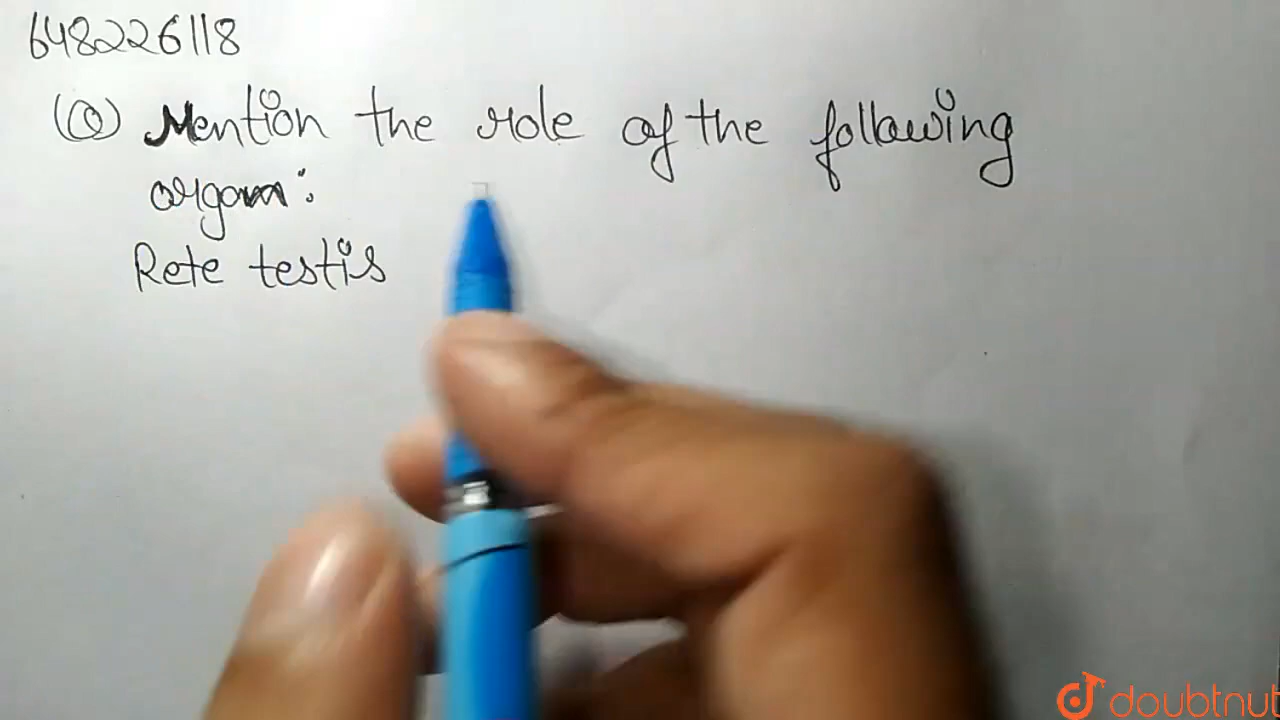 648226118
(Q) Mention the role of the following
organ:
Rete testis
doubtnut